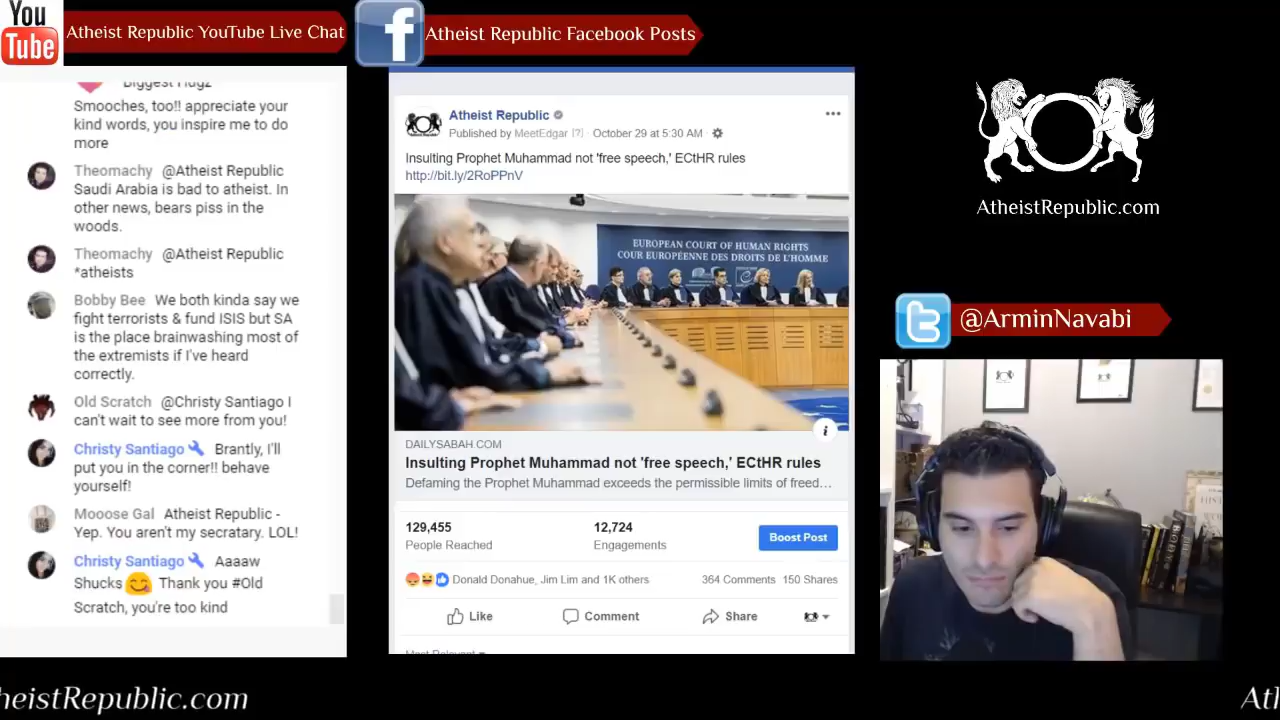 You
Tube
Atheist Republic YouTube Live Chat
f
Atheist Republic Facebook Posts
Biggest Hugz
Smooches, too!! appreciate your
kind words, you inspire me to do
more
Theomachy @Atheist Republic
Saudi Arabia is bad to atheist. In
other news, bears piss in the
woods.
Theomachy @Atheist Republic
*atheists
Bobby Bee We both kinda say we
fight terrorists & fund ISIS but SA
is the place brainwashing most of
the extremists if I've heard
correctly.
Old Scratch @Christy Santiago I
can't wait to see more from you!
Christy Santiago Brantly, I'll
put you in the corner!! behave
yourself!
Mooose Gal Atheist Republic -
Yep. You aren't my secratary. LOL!
Christy Santiago Aaaaw
Shucks Thank you #Old
Scratch, you're too kind
Atheist Republic
Published by MeetEdgar [?] · October 29 at 5:30 AM ·
Insulting Prophet Muhammad not 'free speech,' ECtHR rules
http://bit.ly/2RoPPnV
EUROPEAN COURT OF HUMAN RIGHTS
COUR EUROPÉENNE DES DROITS DE L'HOMME
i
DAILYSABAH.COM
Insulting Prophet Muhammad not 'free speech,' ECtHR rules
Defaming the Prophet Muhammad exceeds the permissible limits of freed…
129,455
People Reached
12,724
Engagements
Boost Post
Donald Donahue, Jim Lim and 1K others
364 Comments 150 Shares
Like
Comment
Share
Most Relevant
AtheistRepublic.com
t
@ArminNavabi
heistRepublic.com
Ath